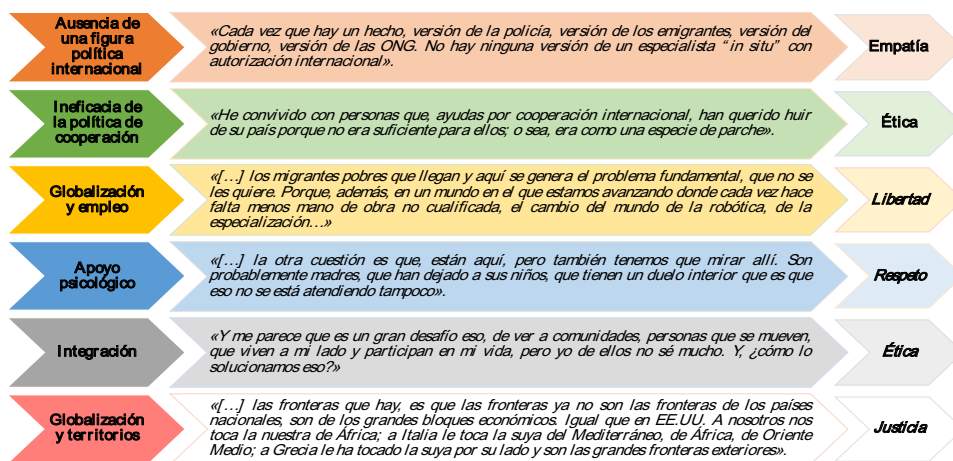 Ausencia de
una figura
política
internacional
«Cada vez que hay un hecho, versión de la policía, versión de los emigrantes, versión del
gobierno, versión de las ONG. No hay ninguna versión de un especialista “in situ” con
autorización internacional».
Empatía
Ineficacia de
la política de
cooperación
«He convivido con personas que, ayudas por cooperación internacional, han querido huir
de su país porque no era suficiente para ellos; o sea, era como una especie de parche».
Ética
Globalización
y empleo
«[…] los migrantes pobres que llegan y aquí se genera el problema fundamental, que no se
les quiere. Porque, además, en un mundo en el que estamos avanzando donde cada vez hace
falta menos mano de obra no cualificada, el cambio del mundo de la robótica, de la
especialización…»
Libertad
Apoyo
psicológico
«[…] la otra cuestión es que, están aquí, pero también tenemos que mirar allí. Son
probablemente madres, que han dejado a sus niños, que tienen un duelo interior que es que
eso no se está atendiendo tampoco».
Respeto
Integración
«Y me parece que es un gran desafío eso, de ver a comunidades, personas que se mueven,
que viven a mi lado y participan en mi vida, pero yo de ellos no sé mucho. Y, ¿cómo lo
solucionamos eso?»
Ética
Globalización
y territorios
«[…] las fronteras que hay, es que las fronteras ya no son las fronteras de los países
nacionales, son de los grandes bloques económicos. Igual que en EE.UU. A nosotros nos
toca la nuestra de África; a Italia le toca la suya del Mediterráneo, de África, de Oriente
Medio; a Grecia le ha tocado la suya por su lado y son las grandes fronteras exteriores».
Justicia